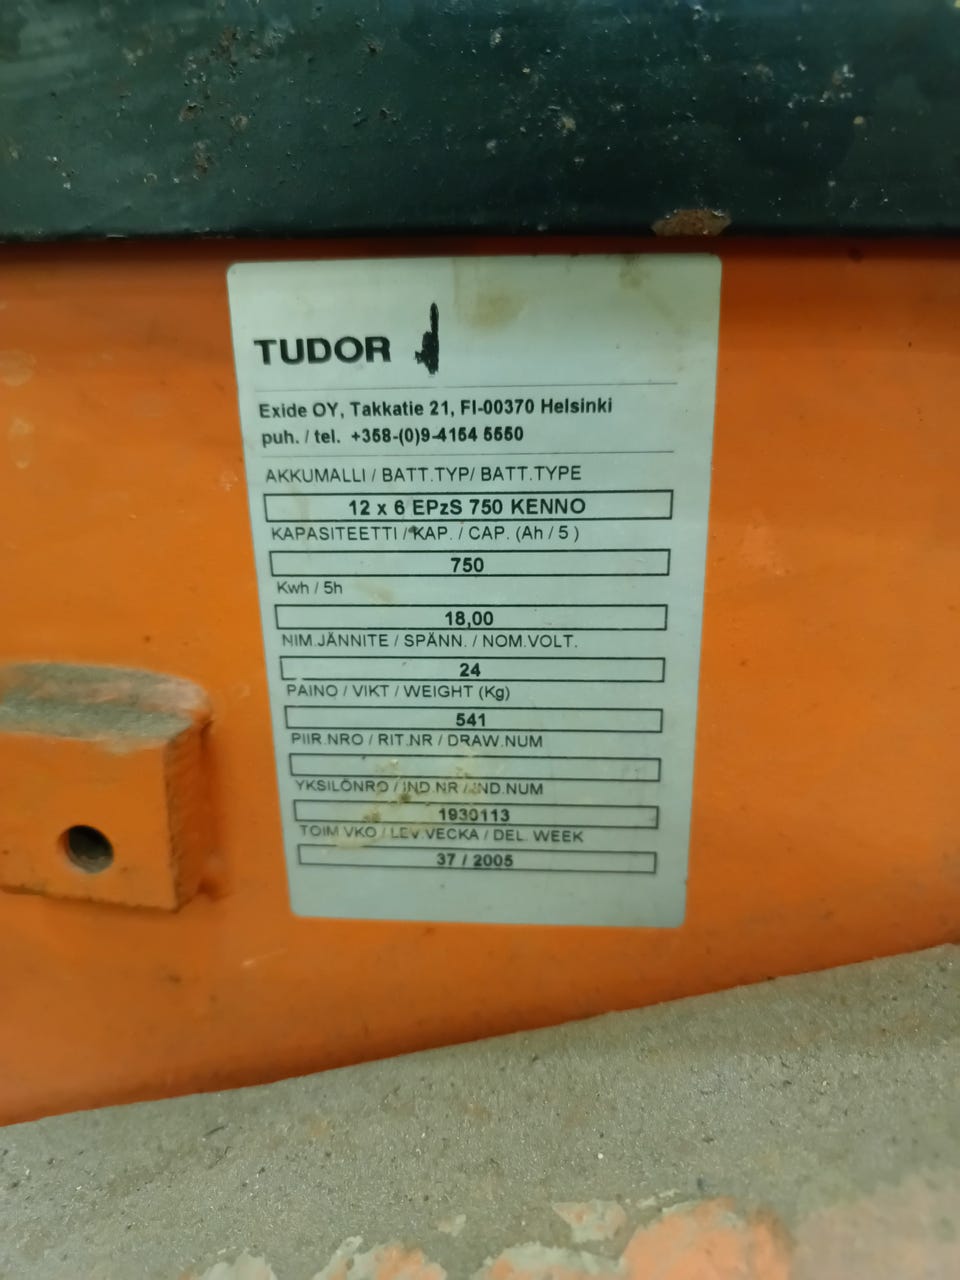 TUDOR
Exide OY, Takkatie 21, FI-00370 Helsinki
puh. / tel. +358-(0)9-4154 5550
AKKUMALLI / BATT.TYP/ BATT.TYPE
12 x 6 EPzS 750 KENNO
KAPASITEETTI / KAP. / CAP. (Ah / 5 )
750
Kwh / 5h
18,00
NIM.JÄNNITE / SPÄNN. / NOM.VOLT.
24
PAINO / VIKT / WEIGHT (Kg)
541
PIIR.NRO / RIT.NR / DRAW.NUM
YKSILÖNRO / IND.NR / IND.NUM
1930113
TOIM.VKO / LEV.VECKA / DEL. WEEK
37 / 2005